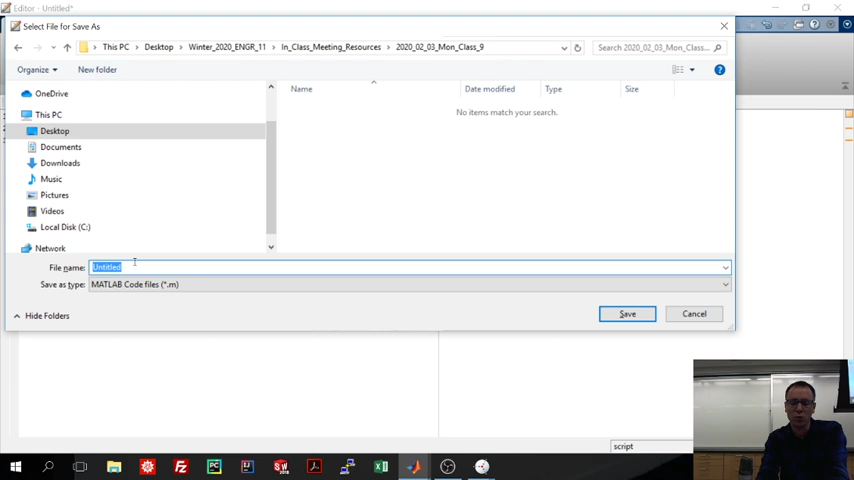 Editor - Untitled*
Select File for Save As
This PC > Desktop > Winter_2020_ENGR_11 > In_Class_Meeting_Resources > 2020_02_03_Mon_Class_9
Search 2020_02_03_Mon_Class...
Organize
New folder
Name
Date modified
Type
Size
No items match your search.
OneDrive
This PC
Desktop
Documents
Downloads
Music
Pictures
Videos
Local Disk (C:)
Network
File name: Untitled
Save as type: MATLAB Code files (*.m)
Hide Folders
Save
Cancel
script